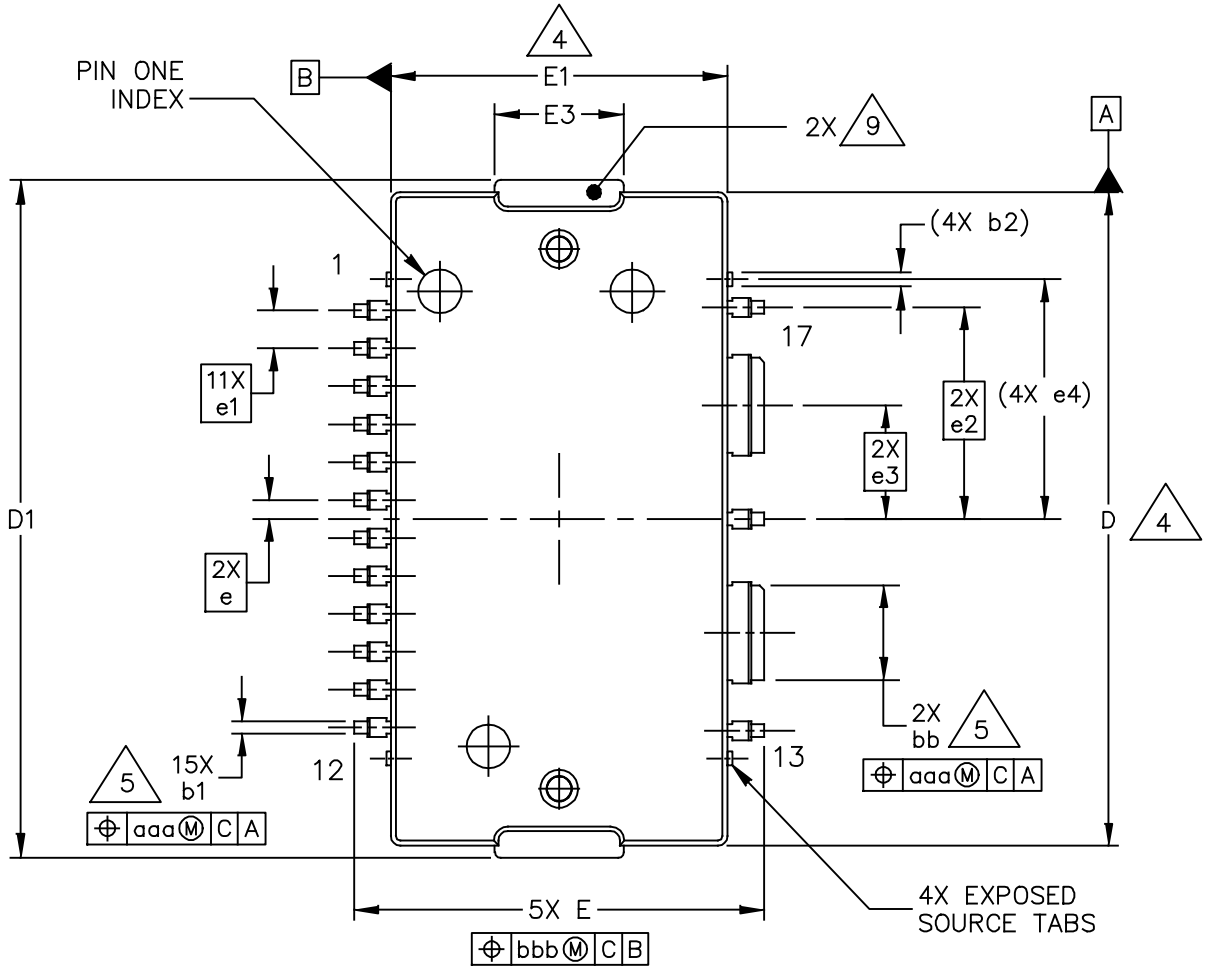 4
PIN ONE
INDEX
B
E1
E3
2X 9
A
(4X b2)
1
17
11X
e1
2X
e2
(4X e4)
2X
e3
D1
D 4
2X
e
2X
bb 5
⌖ aaa Ⓜ C A
5 15X
b1
⌖ aaa Ⓜ C A
12
13
5X E
⌖ bbb Ⓜ C B
4X EXPOSED
SOURCE TABS